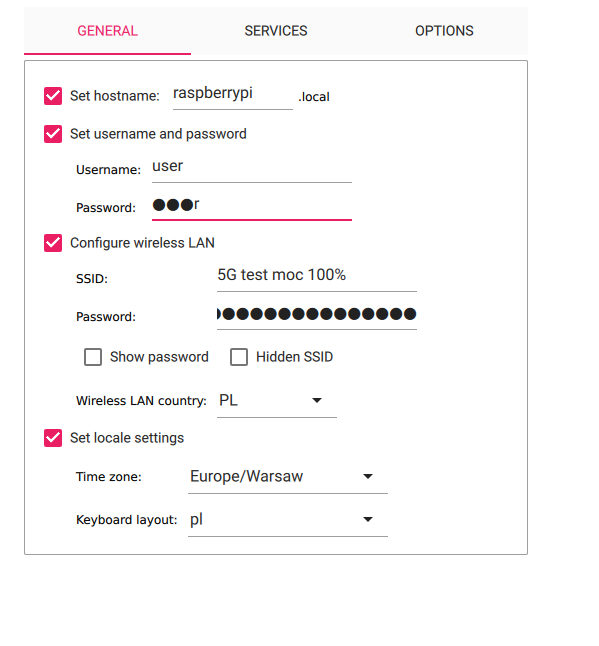 GENERAL SERVICES OPTIONS
Set hostname: raspberrypi .local
Set username and password
Username: user
Password: ●●●r
Configure wireless LAN
SSID: 5G test moc 100%
Password: ●●●●●●●●●●●●●●●
Show password Hidden SSID
Wireless LAN country: PL
Set locale settings
Time zone: Europe/Warsaw
Keyboard layout: pl